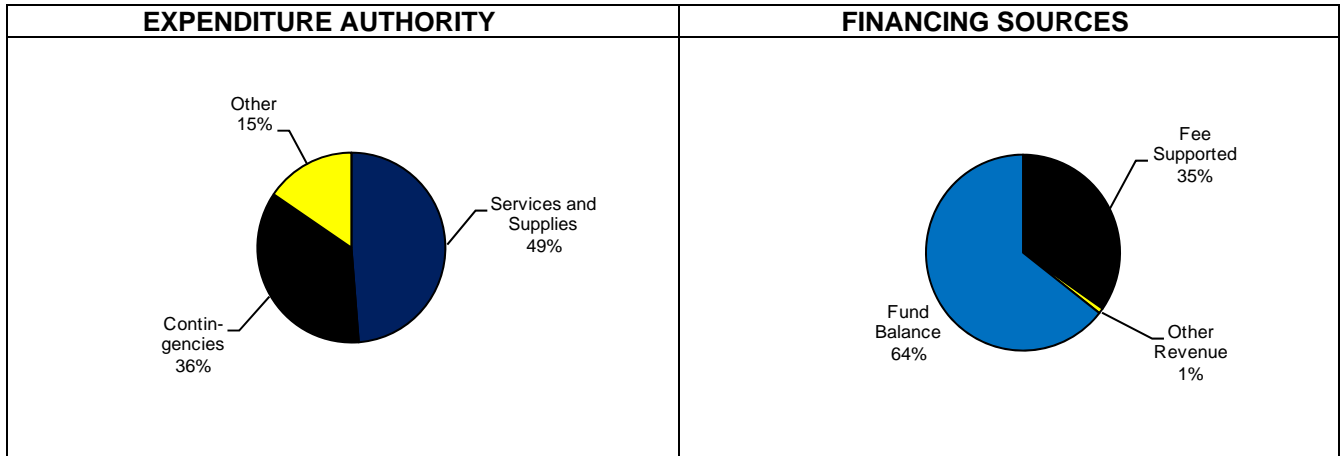 EXPENDITURE AUTHORITY
Other
15%
Services and
Supplies
49%
Contin-
gencies
36%
FINANCING SOURCES
Fee
Supported
35%
Fund
Balance
64%
Other
Revenue
1%